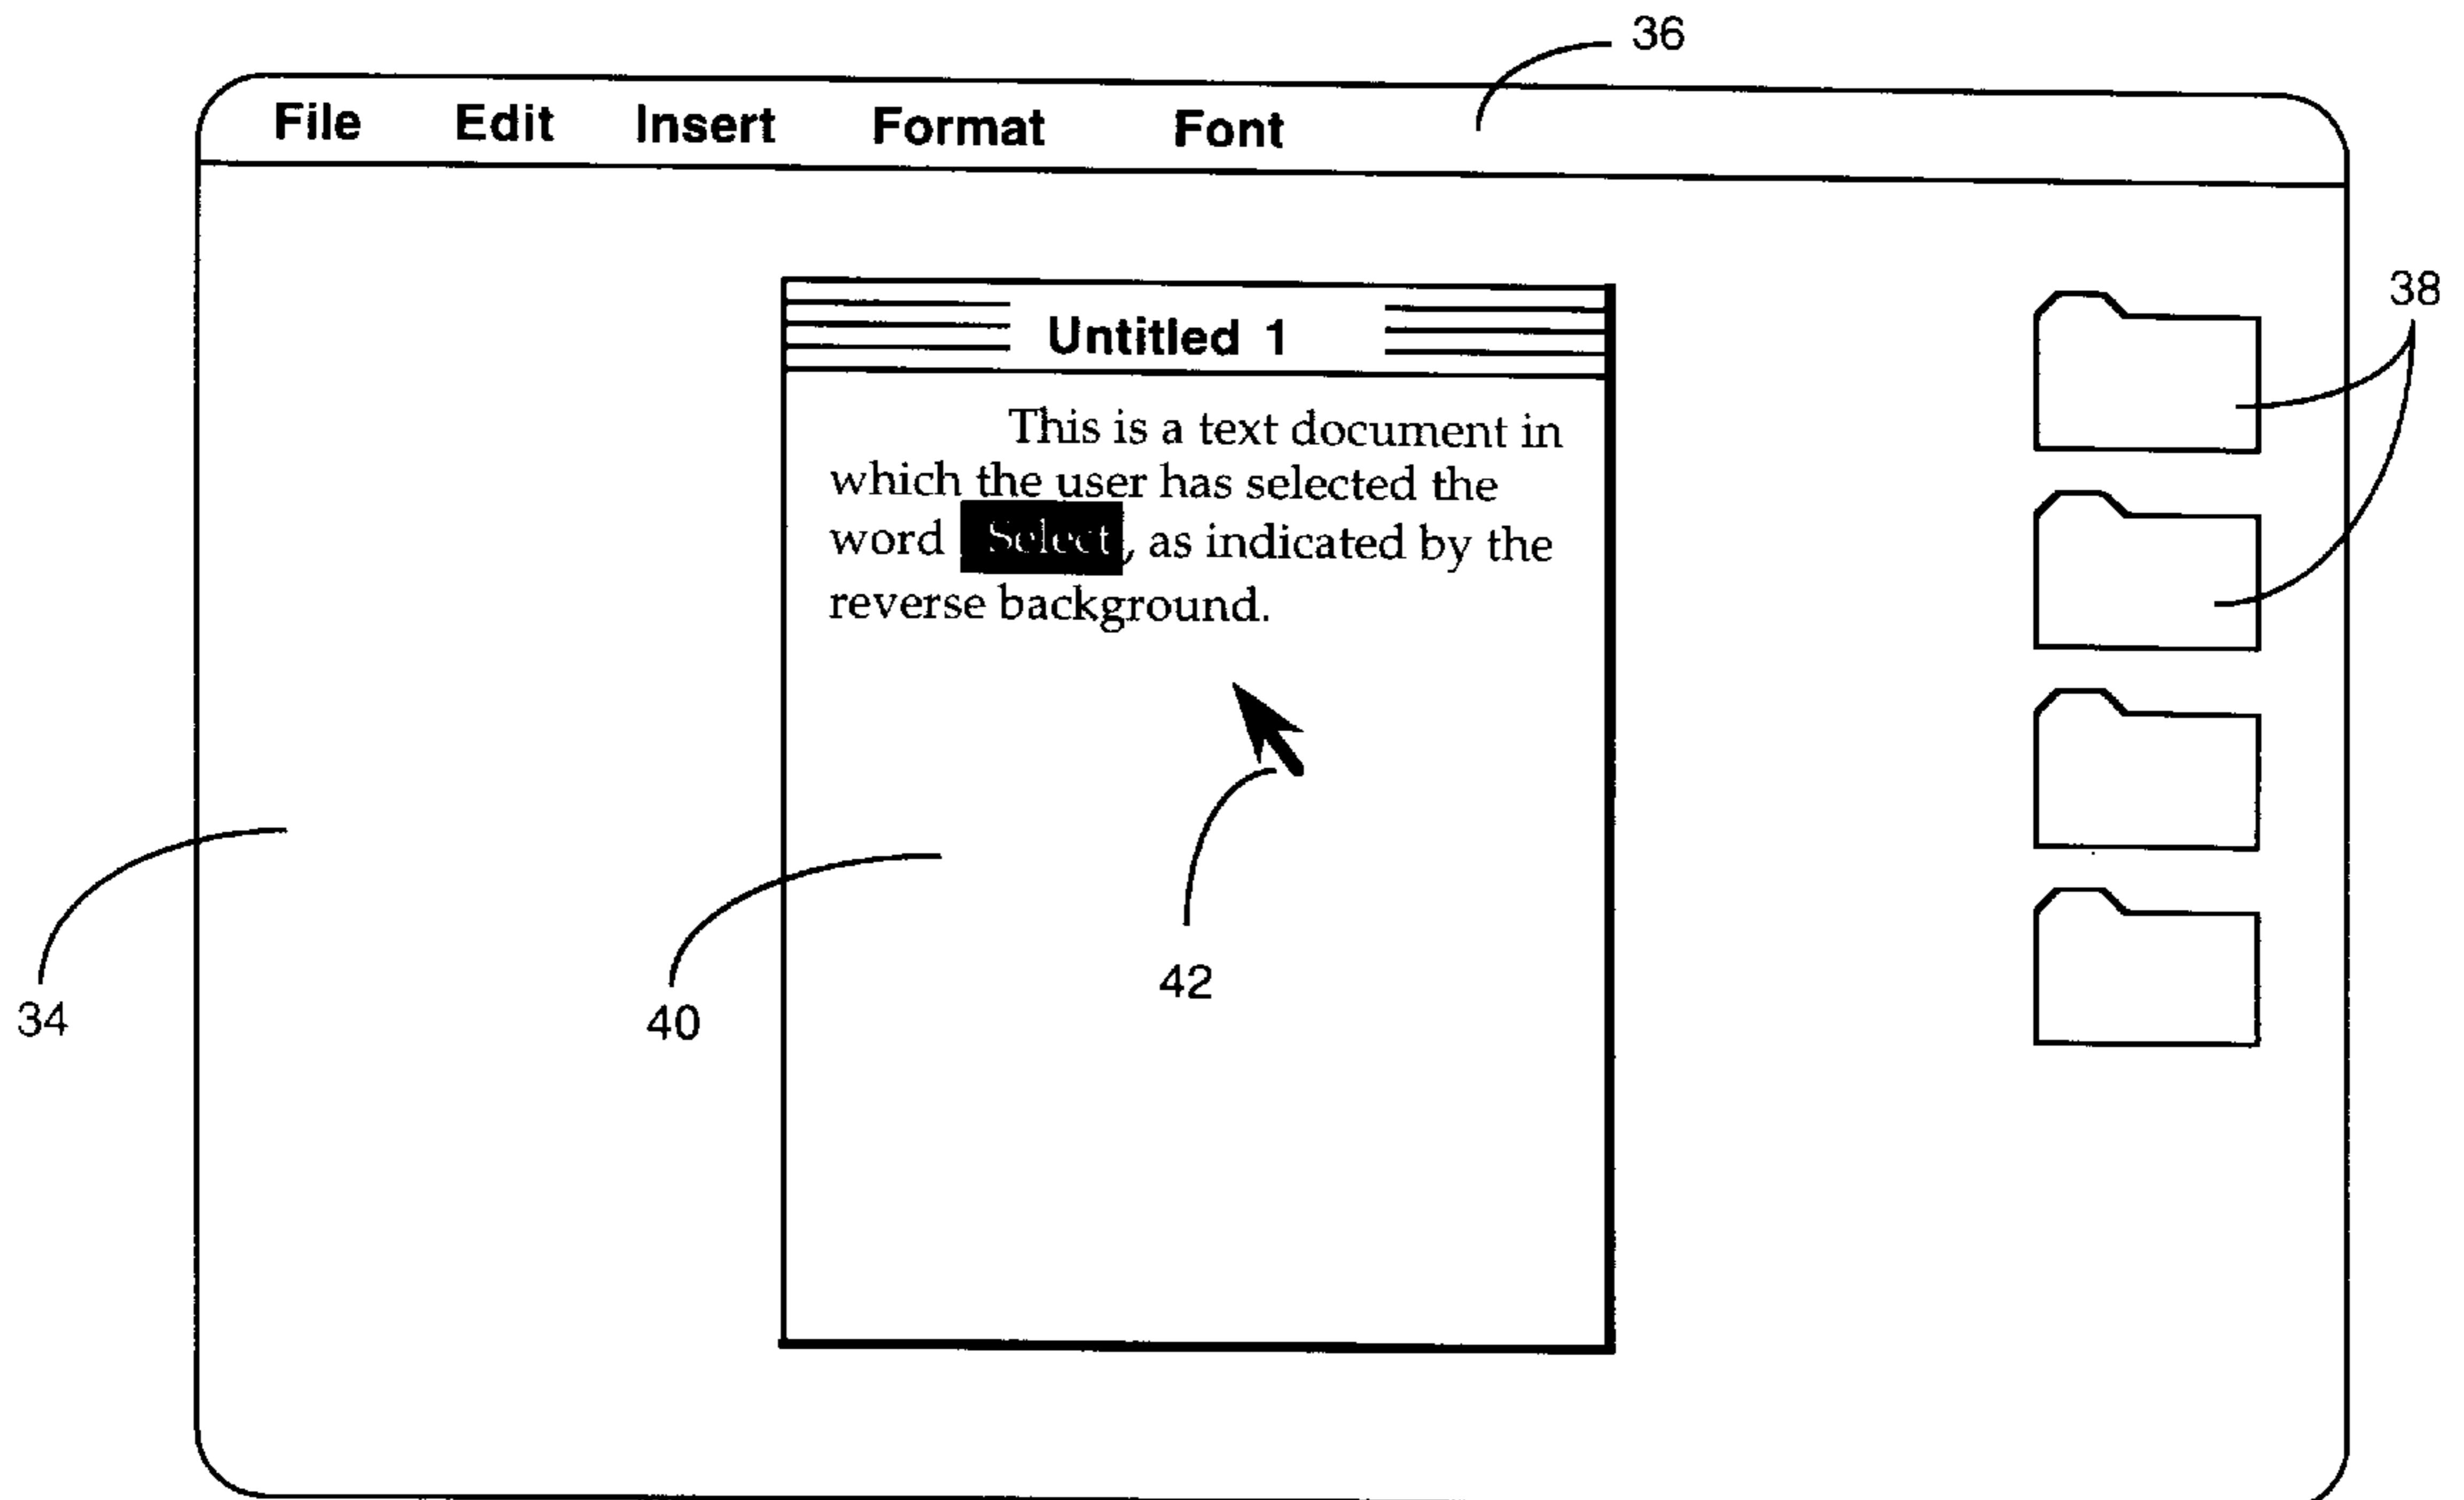 36
File Edit Insert Format Font
38
Untitled 1
This is a text document in
which the user has selected the
word Select, as indicated by the
reverse background.
42
34
40